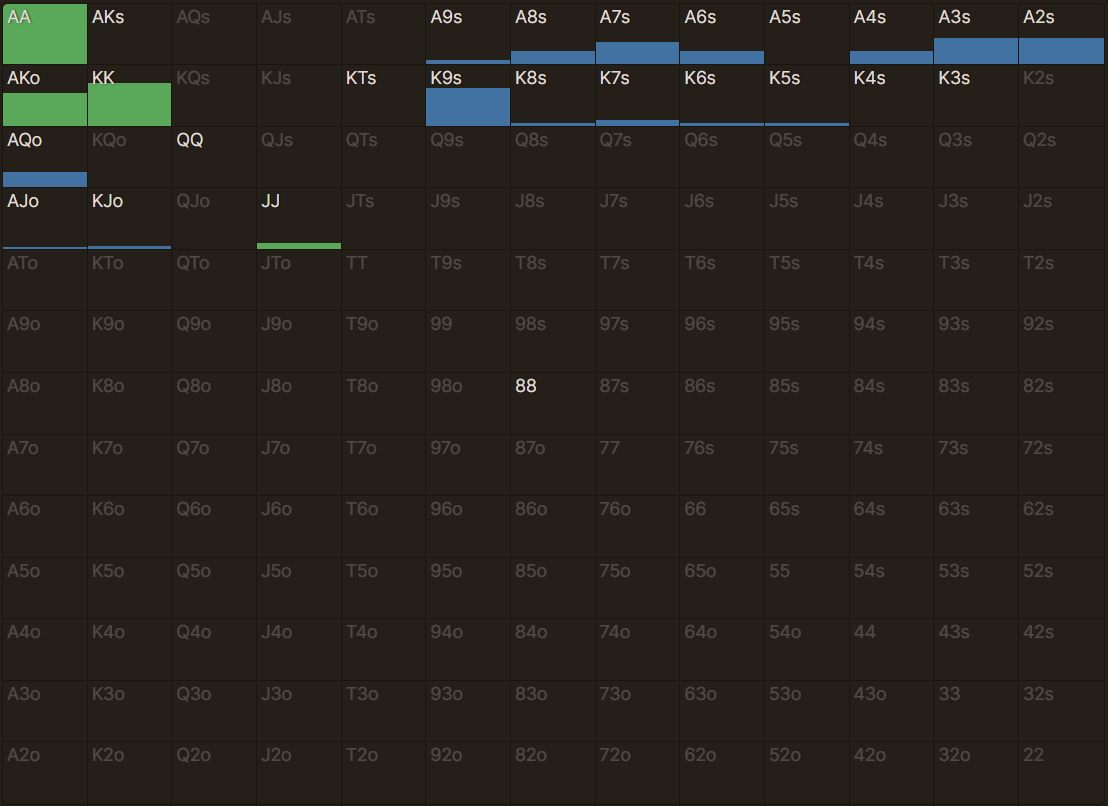 AA AKs AQs AJs ATs A9s A8s A7s A6s A5s A4s A3s A2s
AKo KK KQs KJs KTs K9s K8s K7s K6s K5s K4s K3s K2s
AQo KQo QQ QJs QTs Q9s Q8s Q7s Q6s Q5s Q4s Q3s Q2s
AJo KJo QJo JJ JTs J9s J8s J7s J6s J5s J4s J3s J2s
ATo KTo QTo JTo TT T9s T8s T7s T6s T5s T4s T3s T2s
A9o K9o Q9o J9o T9o 99 98s 97s 96s 95s 94s 93s 92s
A8o K8o Q8o J8o T8o 98o 88 87s 86s 85s 84s 83s 82s
A7o K7o Q7o J7o T7o 97o 87o 77 76s 75s 74s 73s 72s
A6o K6o Q6o J6o T6o 96o 86o 76o 66 65s 64s 63s 62s
A5o K5o Q5o J5o T5o 95o 85o 75o 65o 55 54s 53s 52s
A4o K4o Q4o J4o T4o 94o 84o 74o 64o 54o 44 43s 42s
A3o K3o Q3o J3o T3o 93o 83o 73o 63o 53o 43o 33 32s
A2o K2o Q2o J2o T2o 92o 82o 72o 62o 52o 42o 32o 22